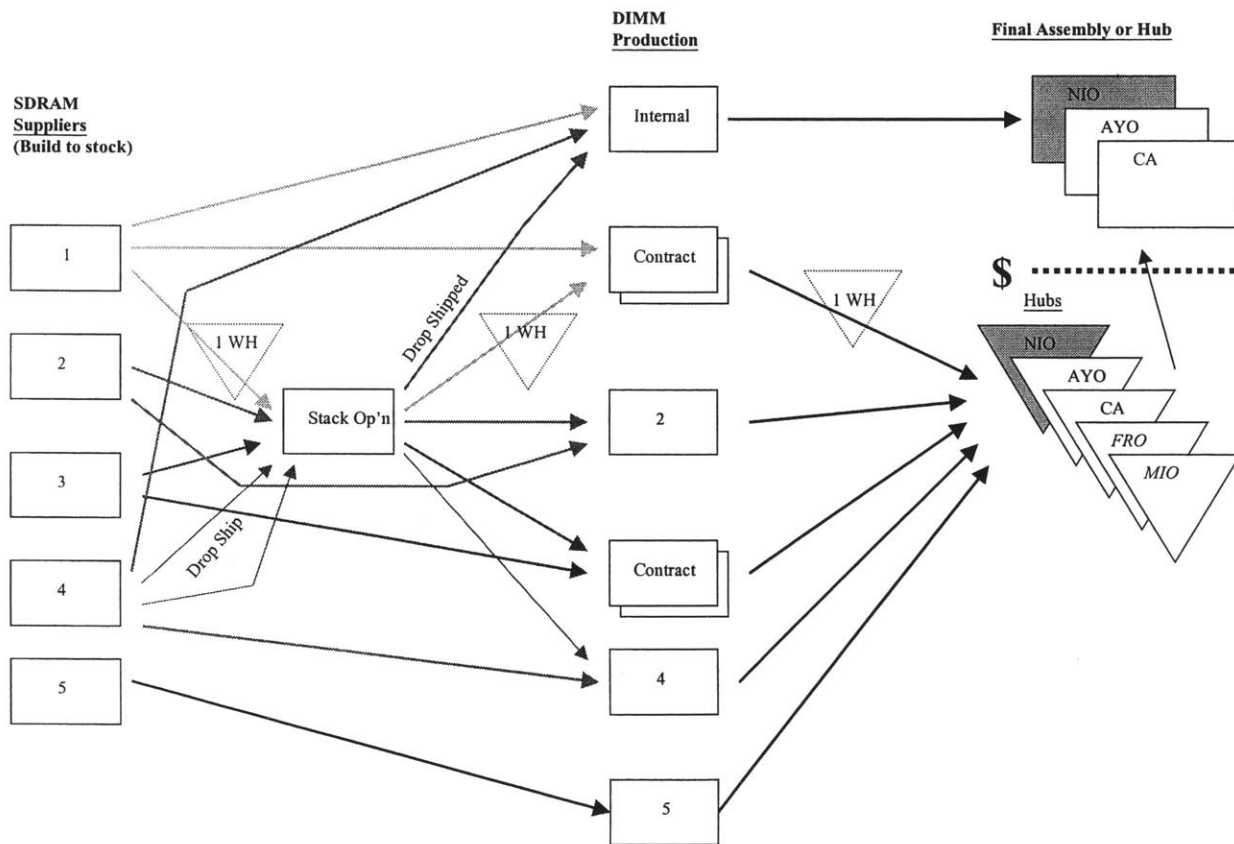 DIMM
Production
Final Assembly or Hub
SDRAM
Suppliers
(Build to stock)
Internal
NIO
AYO
CA
1
Contract
Drop Shipped
1 WH
1 WH
1 WH
$
Hubs
2
NIO
AYO
CA
FRO
MIO
Stack Op'n
2
3
Drop Ship
Contract
4
4
5
5